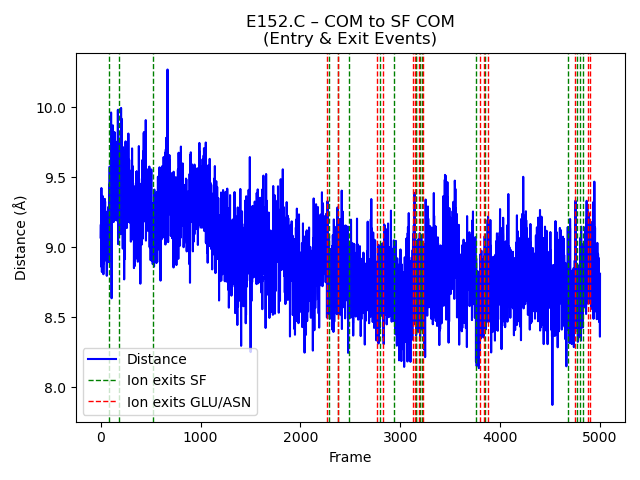 E152.C – COM to SF COM
(Entry & Exit Events)
Distance (Å)
10.0
9.5
9.0
8.5
8.0
Distance
Ion exits SF
Ion exits GLU/ASN
0 1000 2000 3000 4000 5000
Frame